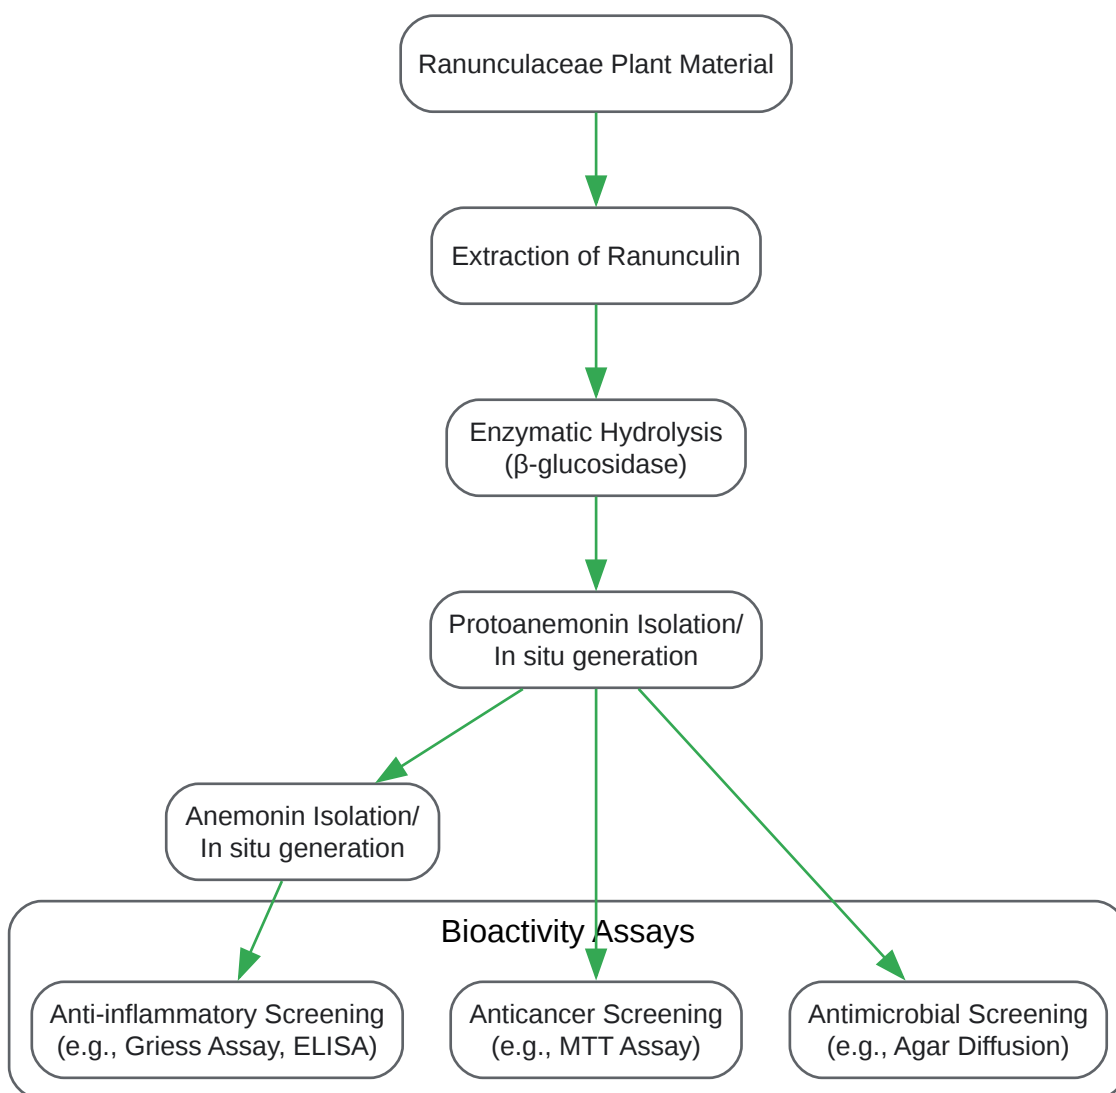 Ranunculaceae Plant Material
Extraction of Ranunculin
Enzymatic Hydrolysis
(β-glucosidase)
Protoanemonin Isolation/
In situ generation
Anemonin Isolation/
In situ generation
Bioactivity Assays
Anti-inflammatory Screening
(e.g., Griess Assay, ELISA)
Anticancer Screening
(e.g., MTT Assay)
Antimicrobial Screening
(e.g., Agar Diffusion)